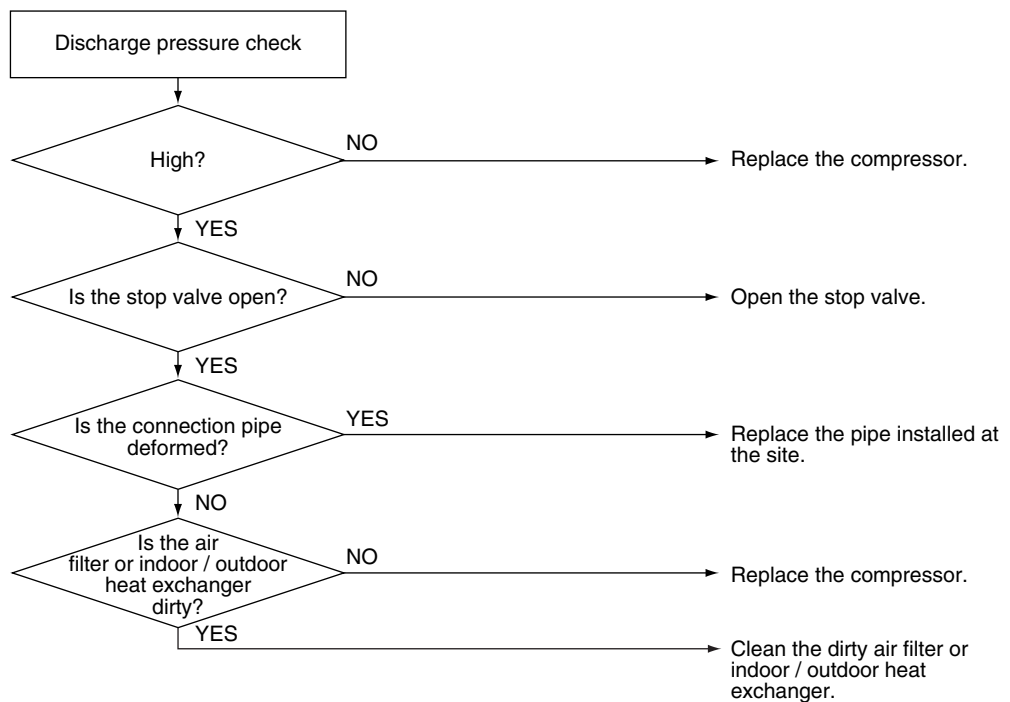 Discharge pressure check
High?
NO
Replace the compressor.
YES
Is the stop valve open?
NO
Open the stop valve.
YES
Is the connection pipe
deformed?
YES
Replace the pipe installed at
the site.
NO
Is the air
filter or indoor / outdoor
heat exchanger
dirty?
NO
Replace the compressor.
YES
Clean the dirty air filter or
indoor / outdoor heat
exchanger.